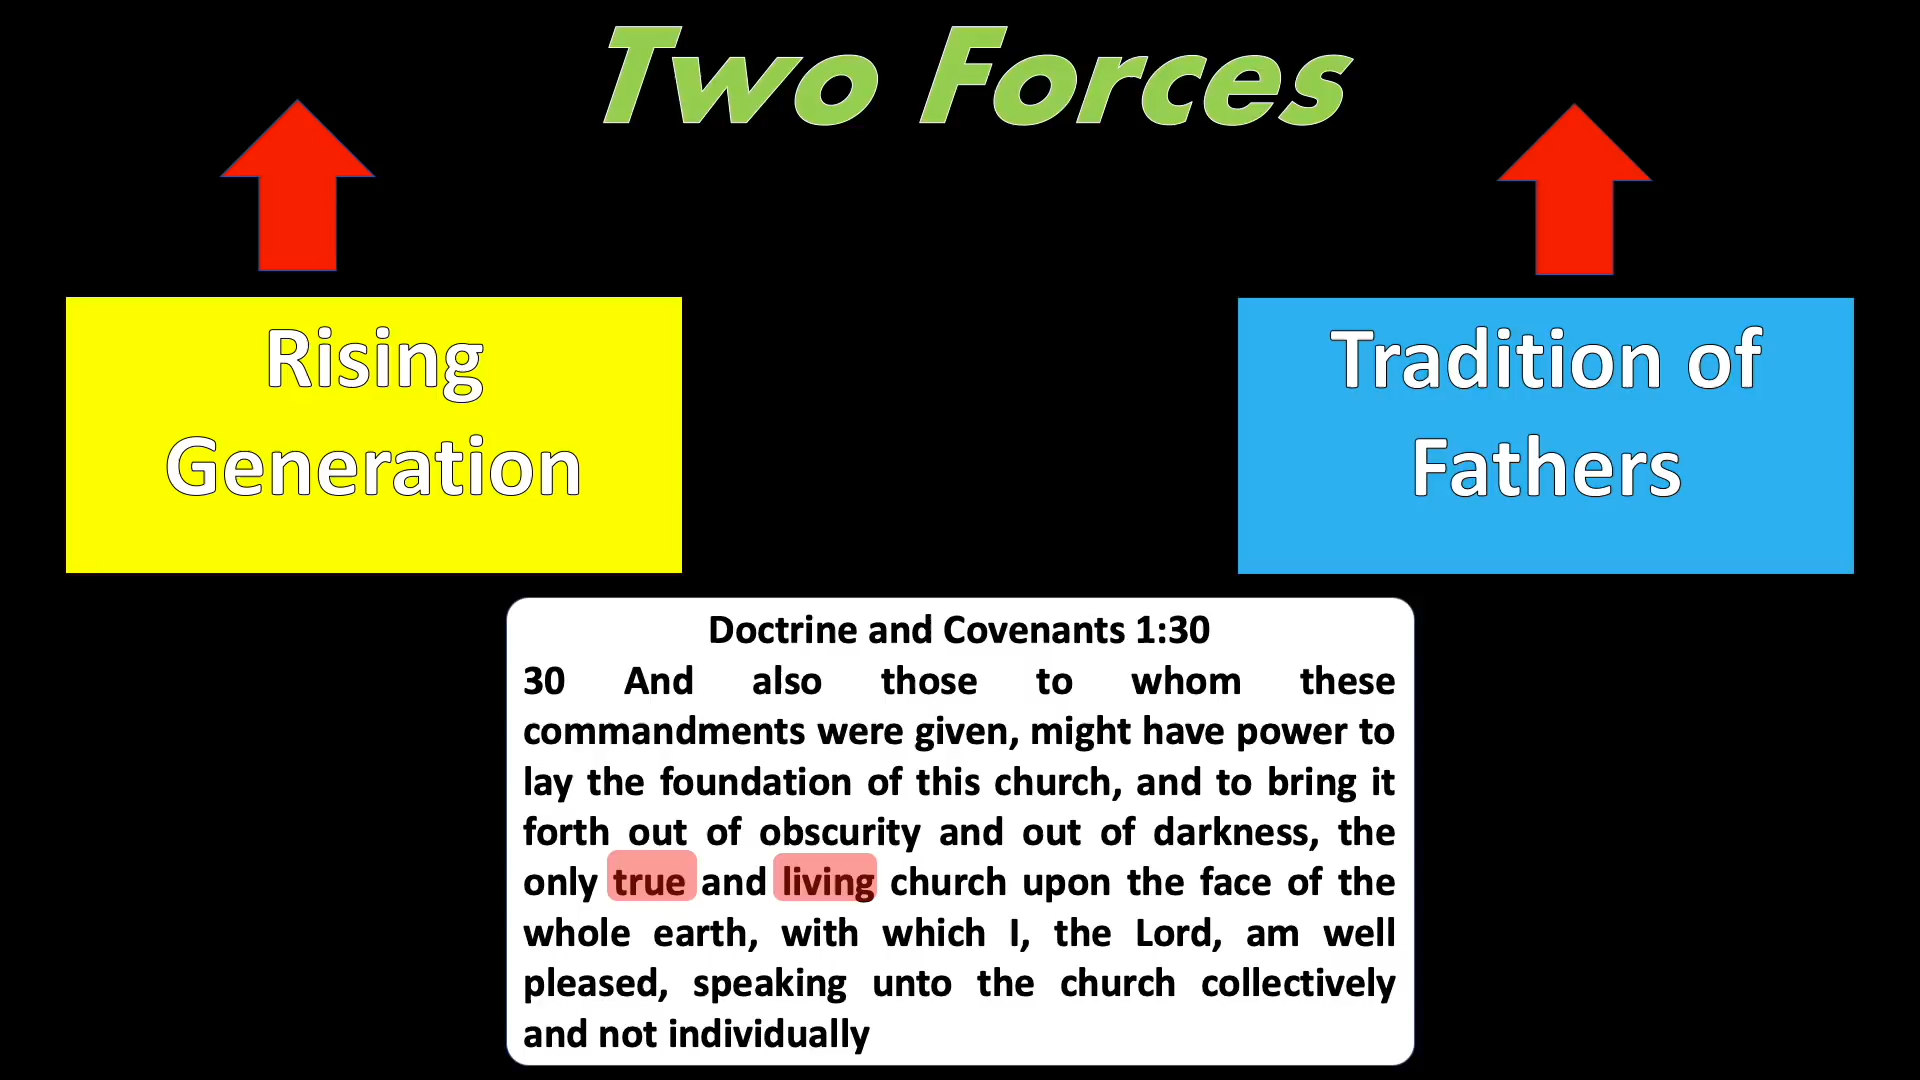 Two Forces
Rising
Generation
Tradition of
Fathers
Doctrine and Covenants 1:30
30 And also those to whom these
commandments were given, might have power to
lay the foundation of this church, and to bring it
forth out of obscurity and out of darkness, the
only true and living church upon the face of the
whole earth, with which I, the Lord, am well
pleased, speaking unto the church collectively
and not individually